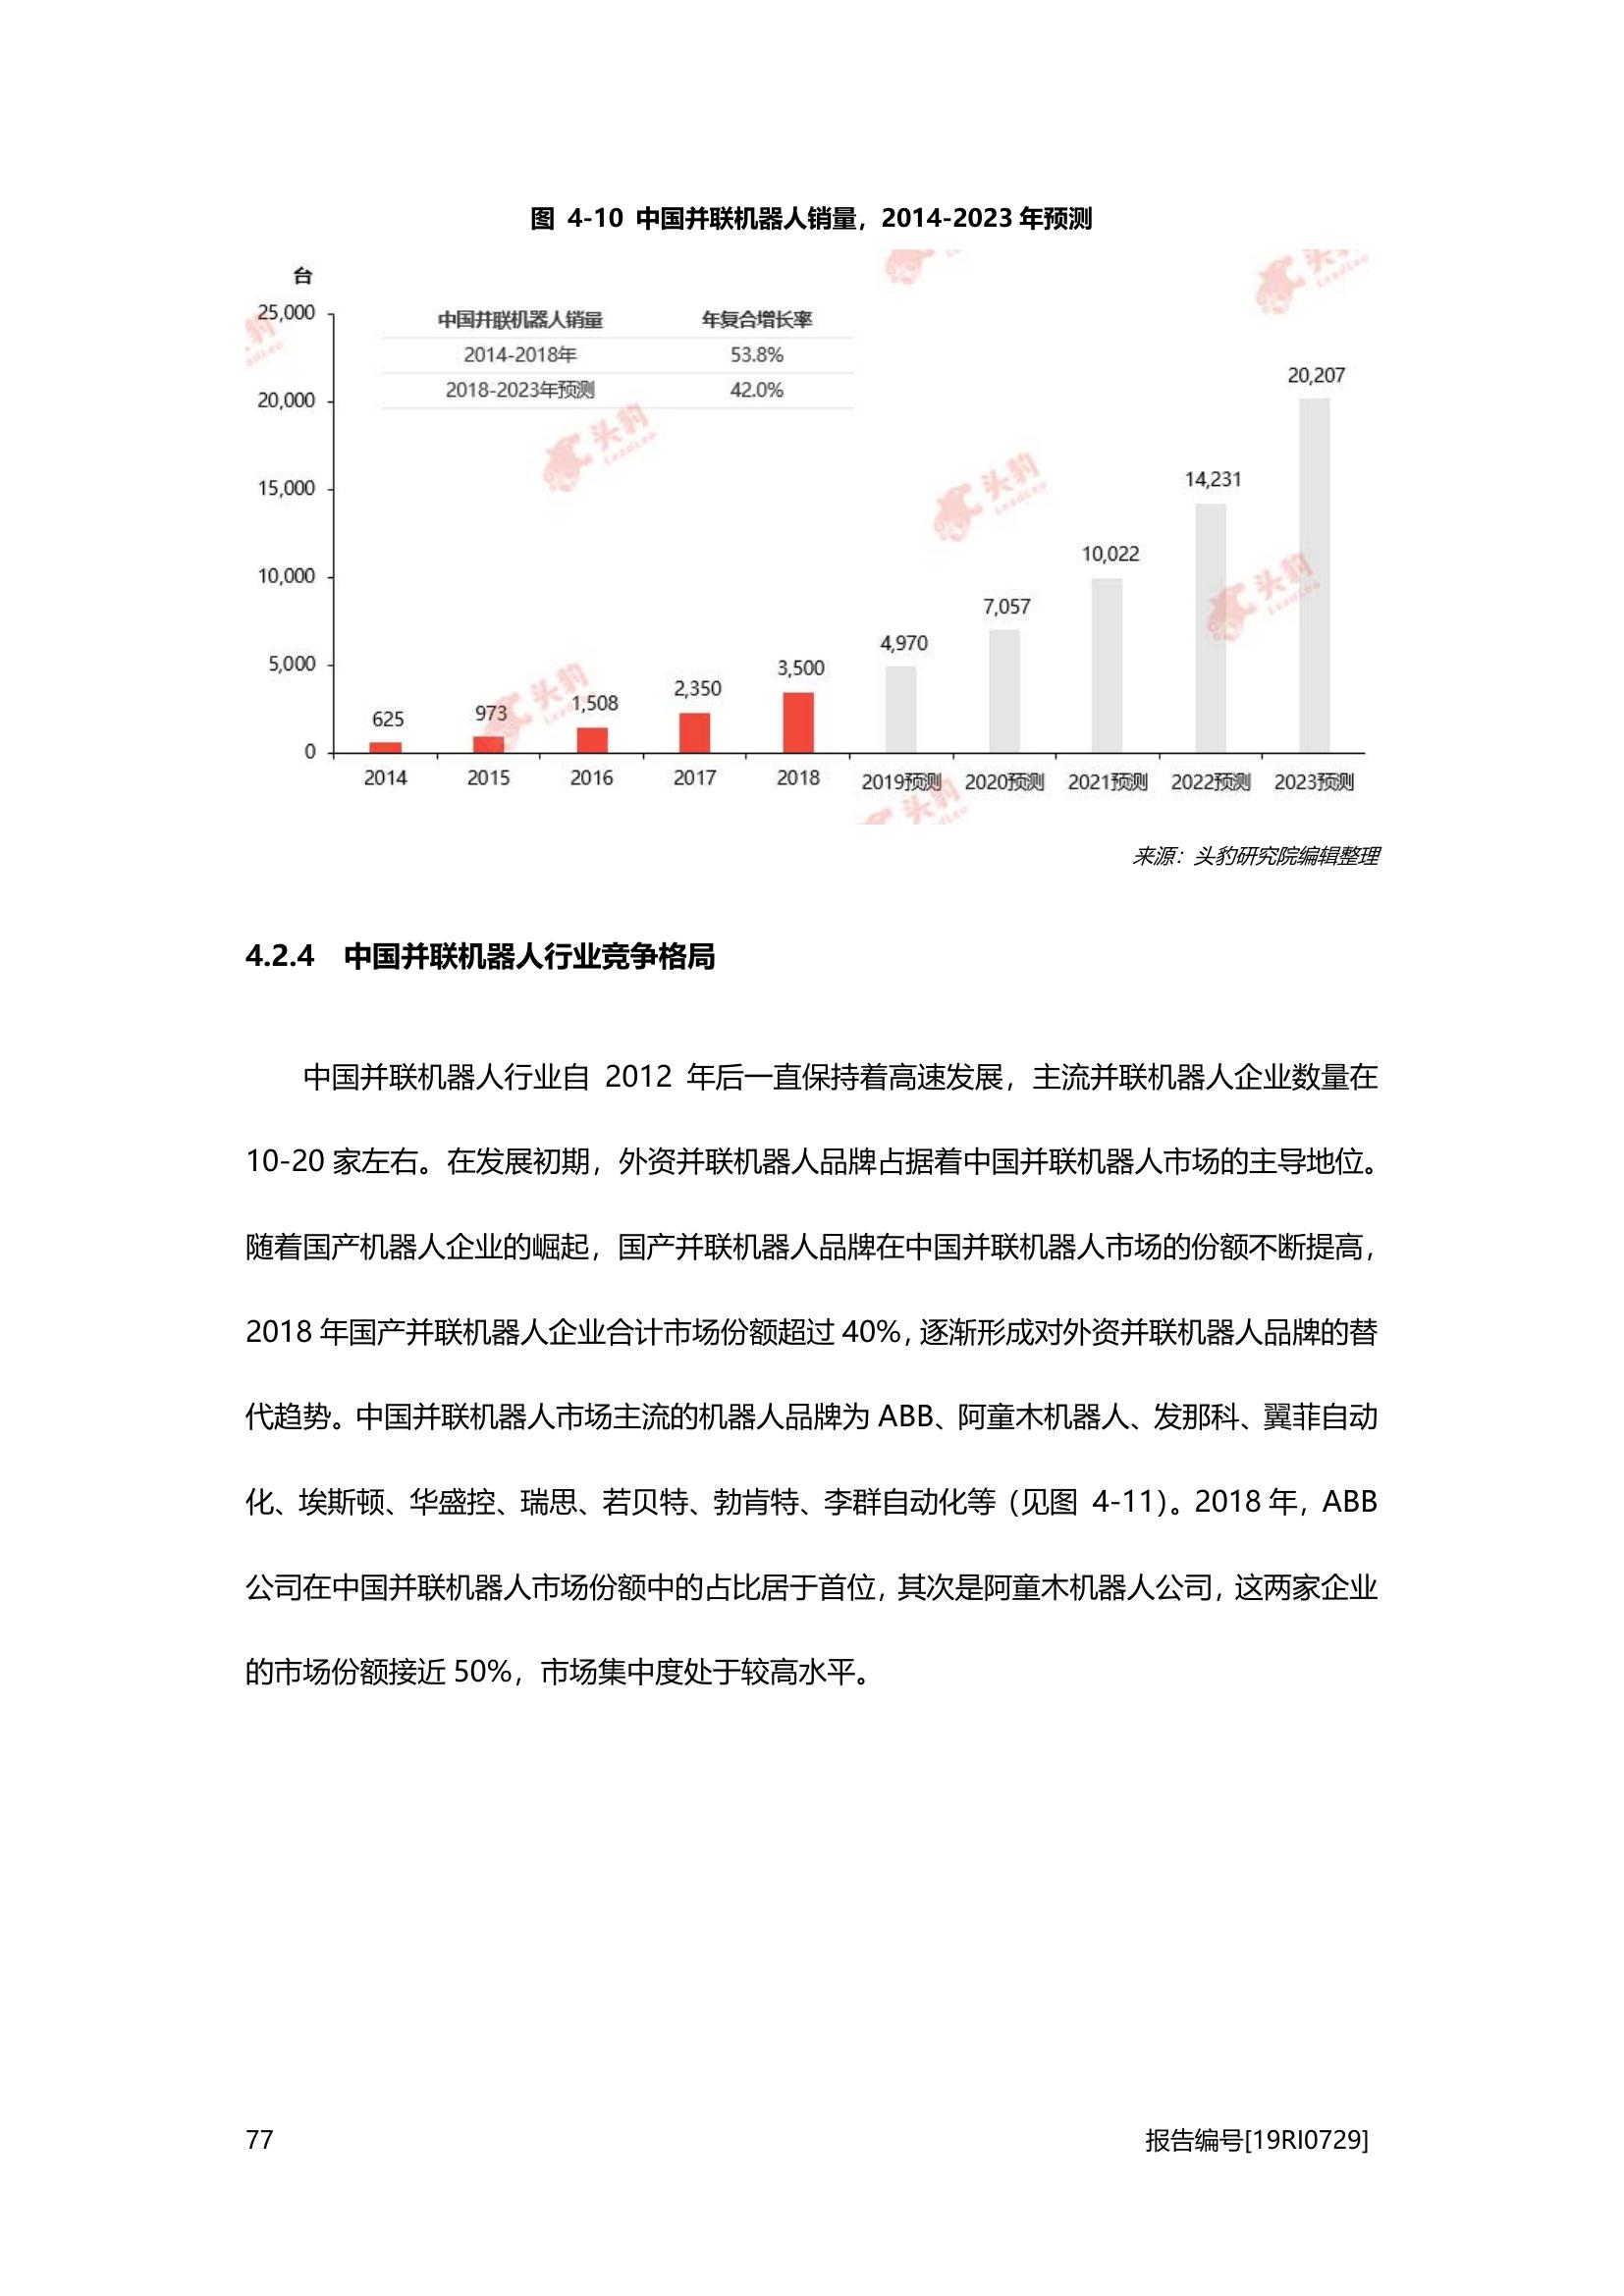 图 4-10 中国并联机器人销量，2014-2023 年预测
台
25,000
20,000
15,000
10,000
5,000
0
中国并联机器人销量 年复合增长率
2014-2018年 53.8%
2018-2023年预测 42.0%
625 973 1,508 2,350 3,500 4,970 7,057 10,022 14,231 20,207
2014 2015 2016 2017 2018 2019预测 2020预测 2021预测 2022预测 2023预测
头豹
LeadLeo
头豹
LeadLeo
头豹
LeadLeo
头豹
LeadLeo
来源：头豹研究院编辑整理
4.2.4 中国并联机器人行业竞争格局
中国并联机器人行业自 2012 年后一直保持着高速发展，主流并联机器人企业数量在
10-20 家左右。在发展初期，外资并联机器人品牌占据着中国并联机器人市场的主导地位。
随着国产机器人企业的崛起，国产并联机器人品牌在中国并联机器人市场的份额不断提高，
2018 年国产并联机器人企业合计市场份额超过 40%，逐渐形成对外资并联机器人品牌的替
代趋势。中国并联机器人市场主流的机器人品牌为 ABB、阿童木机器人、发那科、翼菲自动
化、埃斯顿、华盛控、瑞思、若贝特、勃肯特、李群自动化等（见图 4-11）。2018 年，ABB
公司在中国并联机器人市场份额中的占比居于首位，其次是阿童木机器人公司，这两家企业
的市场份额接近 50%，市场集中度处于较高水平。
77 报告编号[19RI0729]